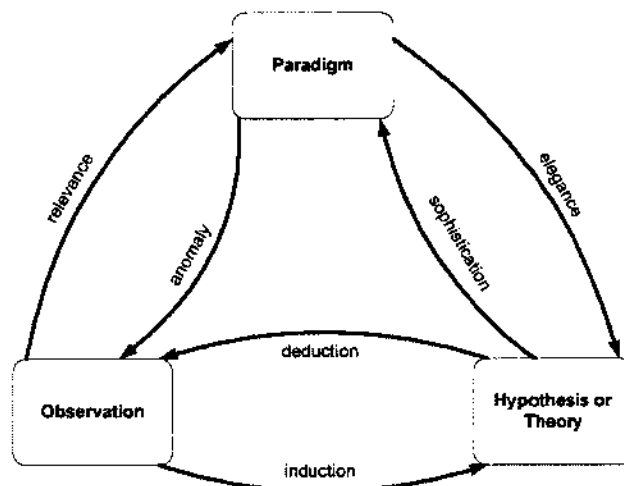 Paradigm
relevance
anomaly
sophistication
elegance
deduction
Observation
Hypothesis or
Theory
induction